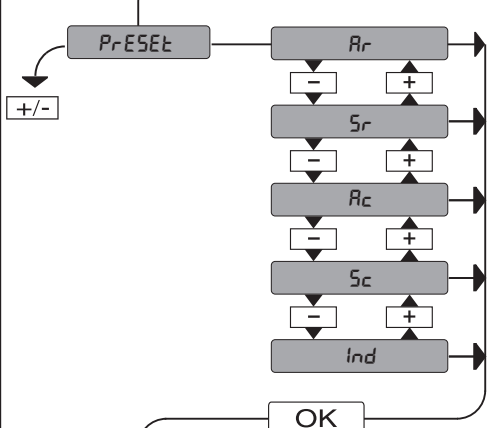 PrESEt
Ar
+/-
- +
Sr
- +
Ac
- +
Sc
- +
Ind
OK